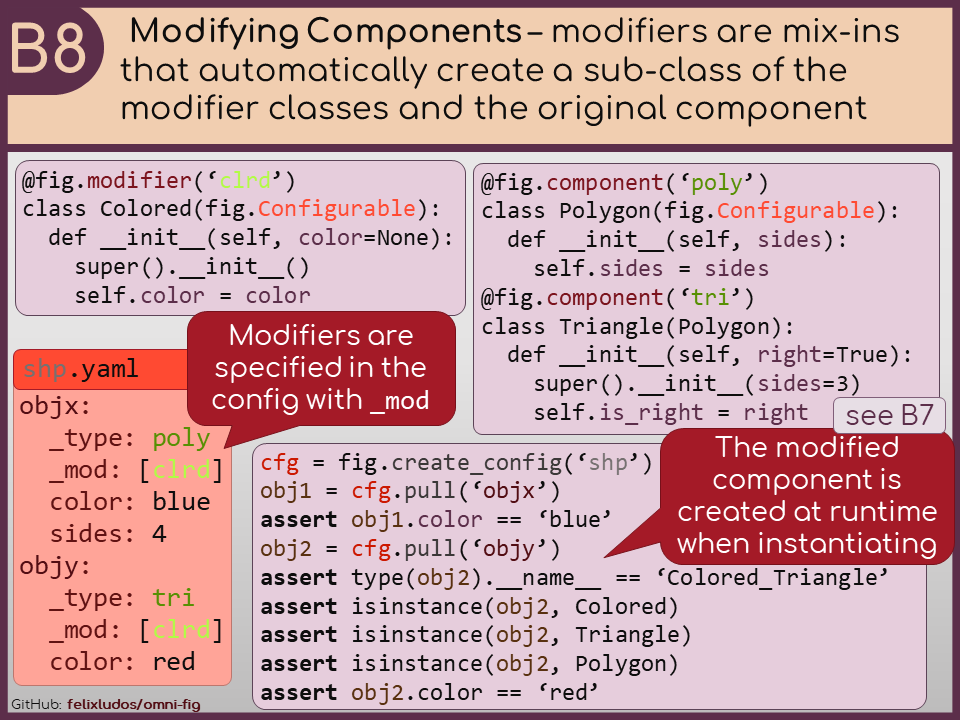 B8
Modifying Components – modifiers are mix-ins
that automatically create a sub-class of the
modifier classes and the original component
@fig.modifier(‘clrd’)
class Colored(fig.Configurable):
  def __init__(self, color=None):
    super().__init__()
    self.color = color
@fig.component(‘poly’)
class Polygon(fig.Configurable):
  def __init__(self, sides):
    self.sides = sides
@fig.component(‘tri’)
class Triangle(Polygon):
  def __init__(self, right=True):
    super().__init__(sides=3)
    self.is_right = right
see B7
Modifiers are
specified in the
config with _mod
shp.yaml
objx:
  _type: poly
  _mod: [clrd]
  color: blue
  sides: 4
objy:
  _type: tri
  _mod: [clrd]
  color: red
The modified
component is
created at runtime
when instantiating
cfg = fig.create_config(‘shp’)
obj1 = cfg.pull(‘objx’)
assert obj1.color == ‘blue’
obj2 = cfg.pull(‘objy’)
assert type(obj2).__name__ == ‘Colored_Triangle’
assert isinstance(obj2, Colored)
assert isinstance(obj2, Triangle)
assert isinstance(obj2, Polygon)
assert obj2.color == ‘red’
GitHub: felixludos/omni-fig